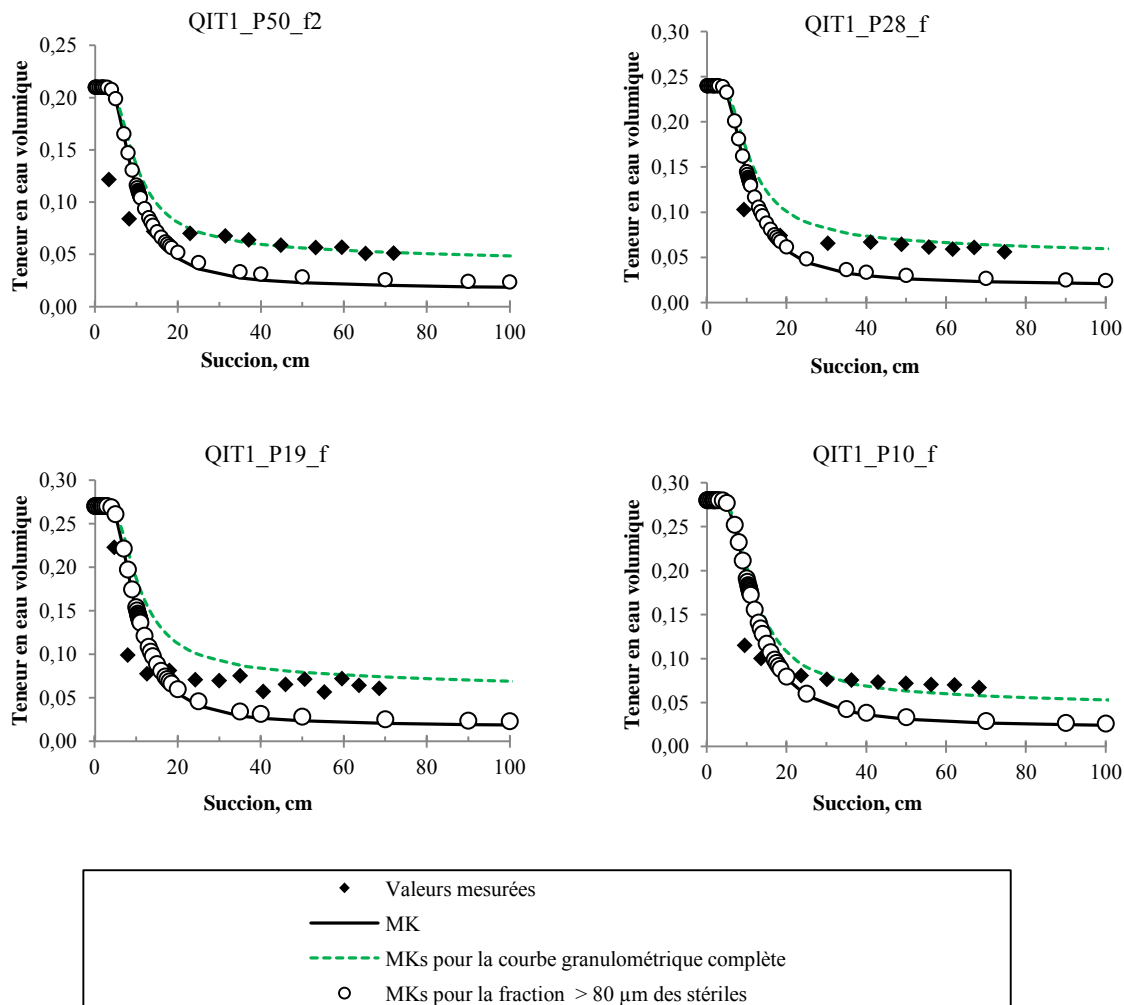 QIT1_P50_f2
0,25
0,20
0,15
0,10
0,05
0,00
Teneur en eau volumique
0 20 40 60 80 100
Succion, cm
QIT1_P28_f
0,30
0,25
0,20
0,15
0,10
0,05
0,00
Teneur en eau volumique
0 20 40 60 80 100
Succion, cm
QIT1_P19_f
0,30
0,25
0,20
0,15
0,10
0,05
0,00
Teneur en eau volumique
0 20 40 60 80 100
Succion, cm
QIT1_P10_f
0,30
0,25
0,20
0,15
0,10
0,05
0,00
Teneur en eau volumique
0 20 40 60 80 100
Succion, cm
Valeurs mesurées
MK
MKs pour la courbe granulométrique complète
MKs pour la fraction > 80 µm des stériles